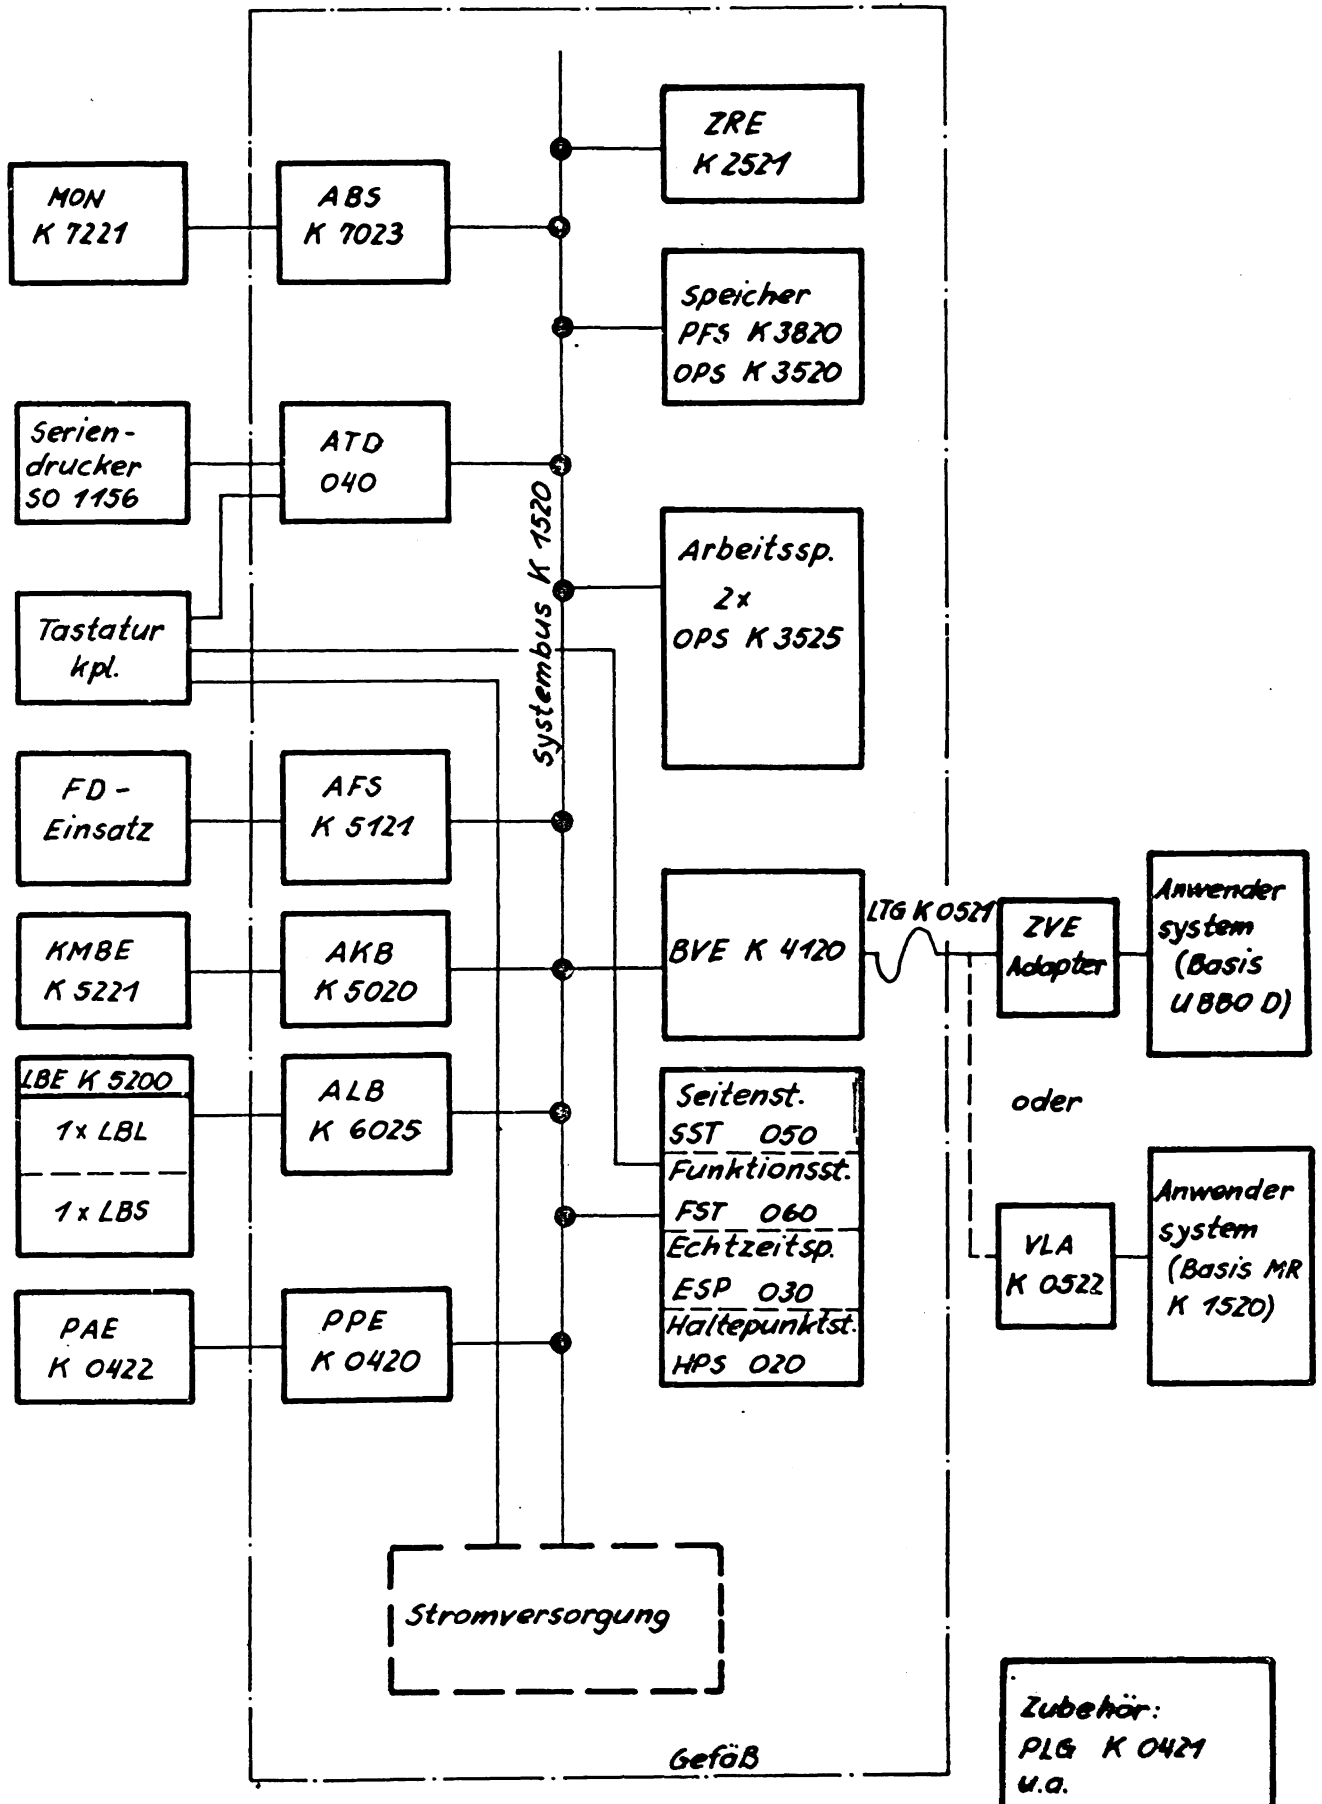 ZRE
K 2521
MON
K 7221
ABS
K 7023
Speicher
PFS K 3820
OPS K 3520
Serien-
drucker
SO 1156
ATD
040
Systembus K 1520
Arbeitssp.
2x
OPS K 3525
Tastatur
kpl.
FD-
Einsatz
AFS
K 5121
KMBE
K 5221
AKB
K 5020
BVE K 4120
LTG K 0521
ZVE
Adapter
Anwender
system
(Basis
U 880 D)
LBE K 5200
1x LBL
1x LBS
ALB
K 6025
Seitenst.
SST 050
Funktionsst.
FST 060
Echtzeitsp.
ESP 030
Haltepunktst.
HPS 020
oder
VLA
K 0522
Anwender
system
(Basis MR
K 1520)
PAE
K 0422
PPE
K 0420
Stromversorgung
Gefäß
Zubehör:
PLG K 0421
u.a.